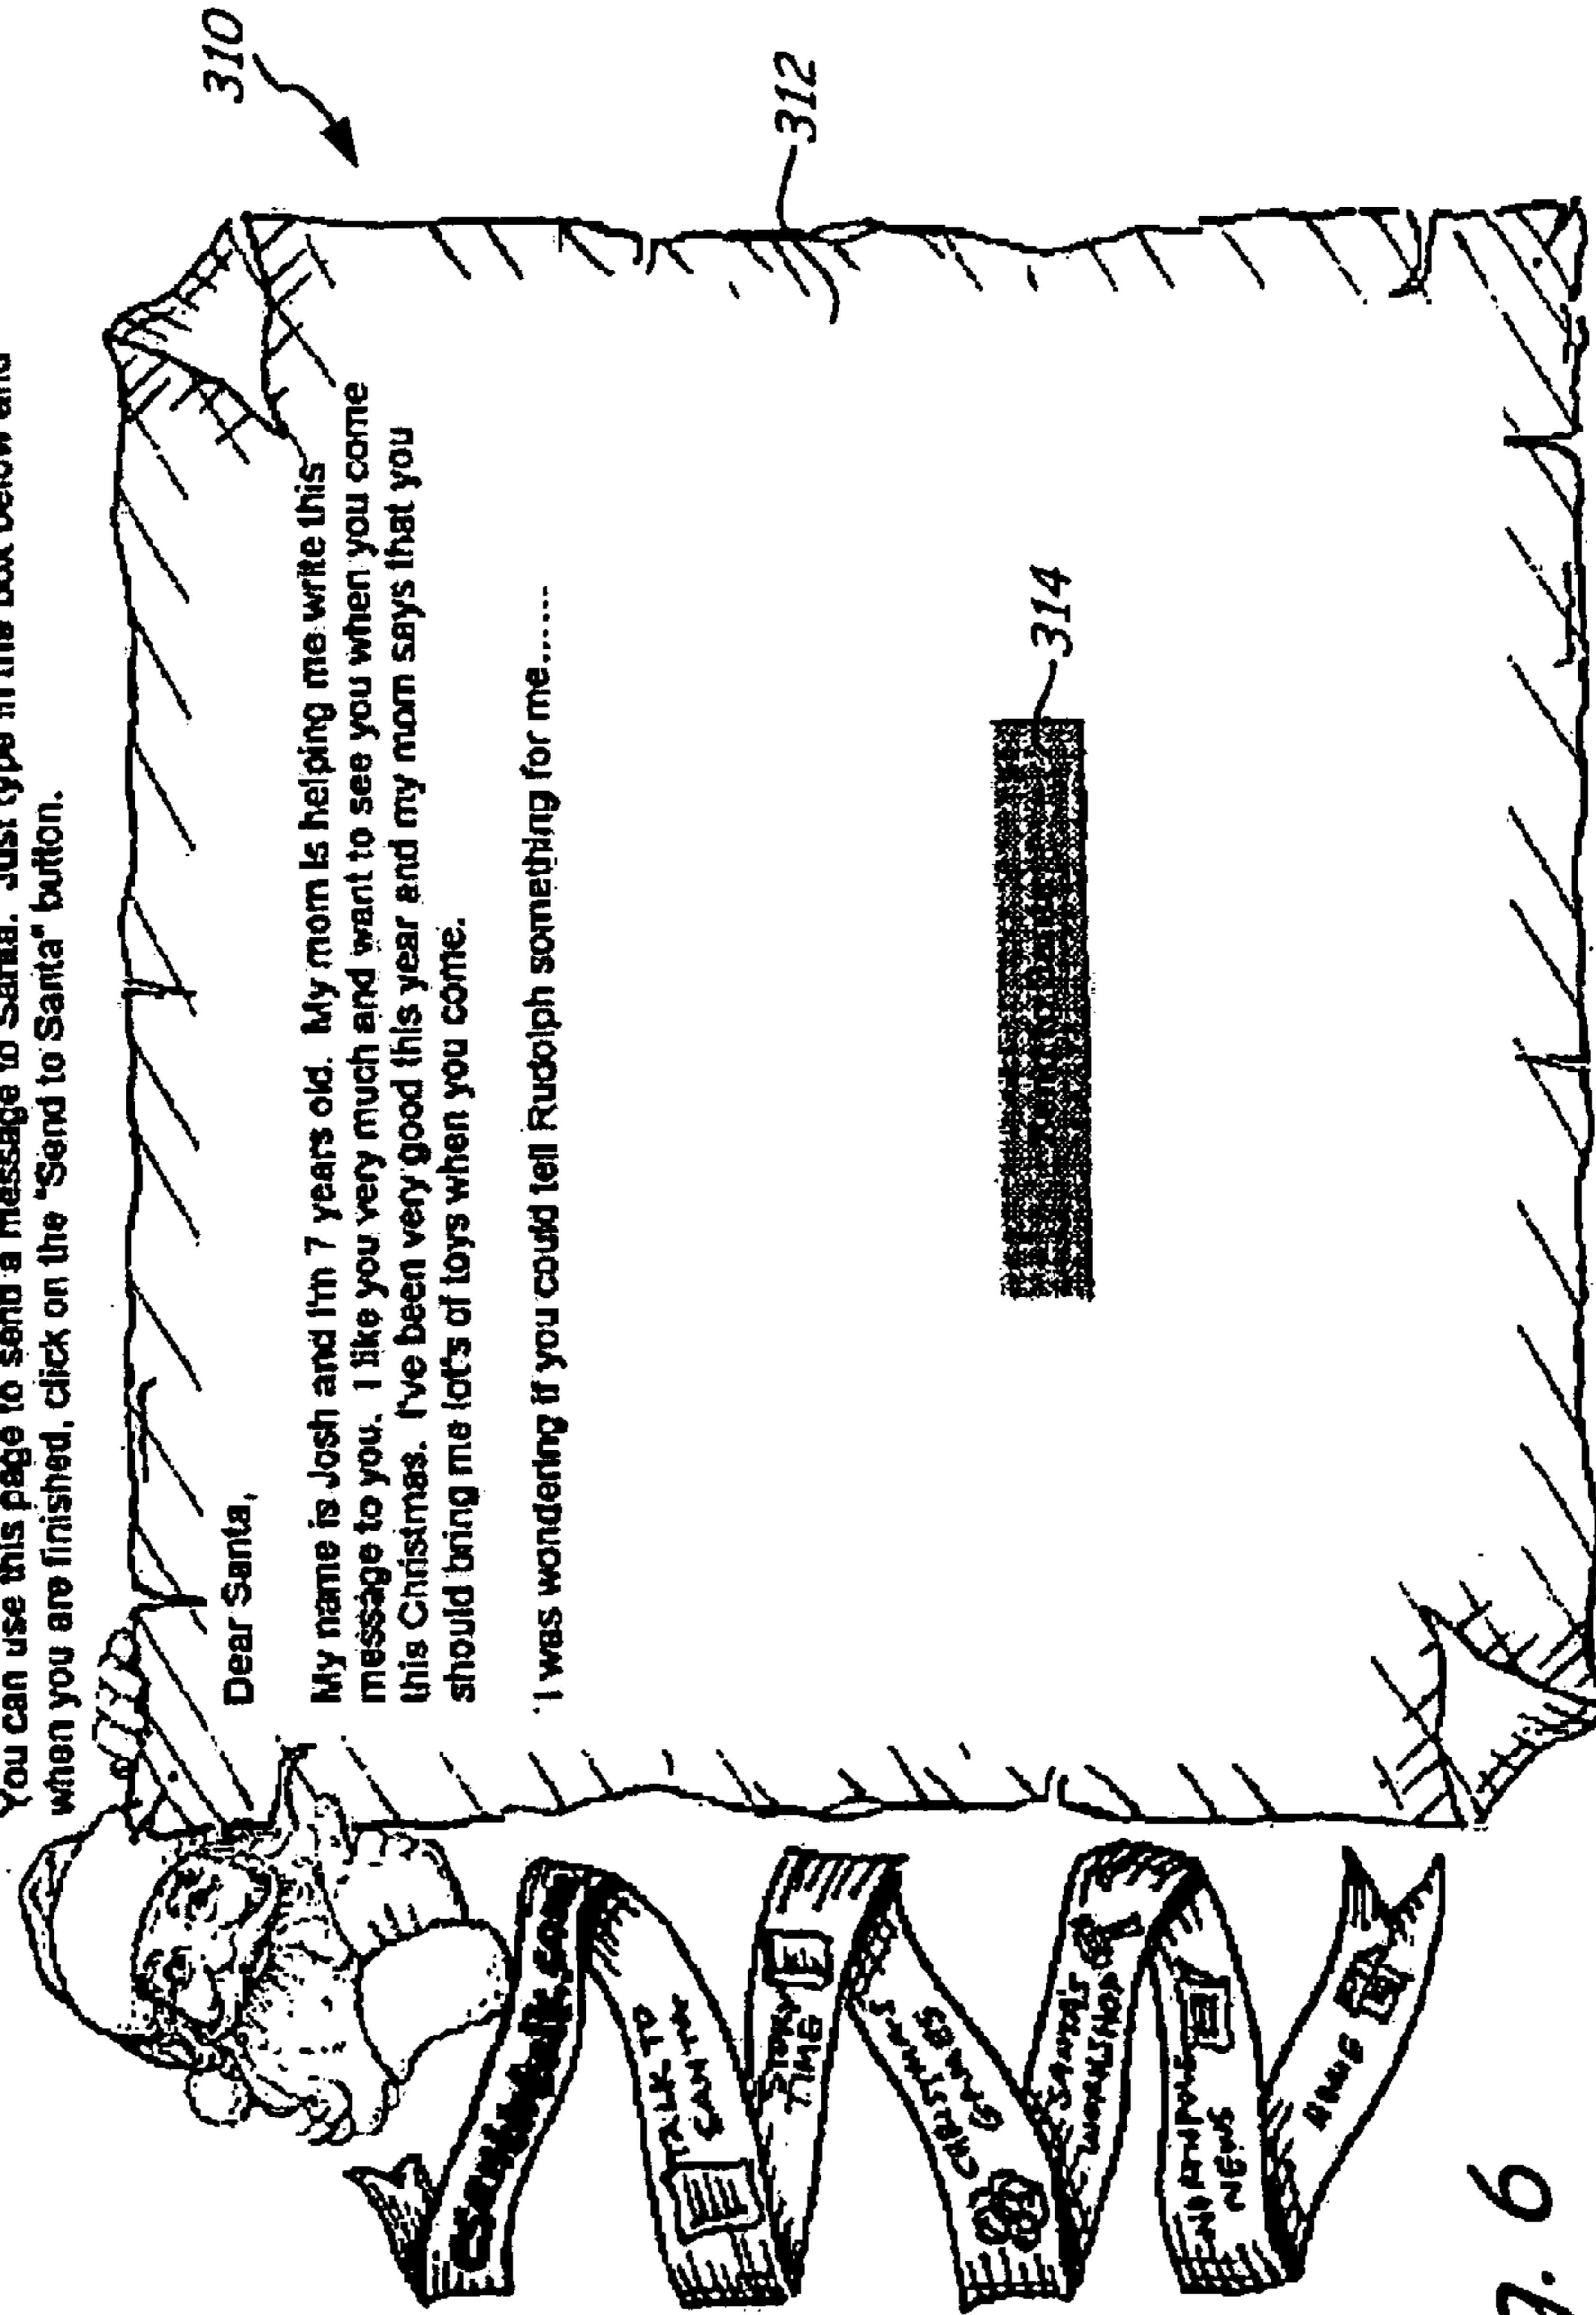 You can use this page to send a message to Santa. Just type in the box below and
when you are finished, click on the "Send to Santa" button.
310
Dear Santa,
My name is Josh and I'm 7 years old. My mom is helping me write this
message to you. I like you very much and want to see you when you come
this Christmas. I've been very good this year and my mom says that you
should bring me lot's of toys when you come.
I was wondering if you could tell Rudolph something for me......
312
314
TALK TO
SANTA
STORY
TIME
CHRISTMAS
GAMES
SANTA'S
WORKSHOP
NEWS
6